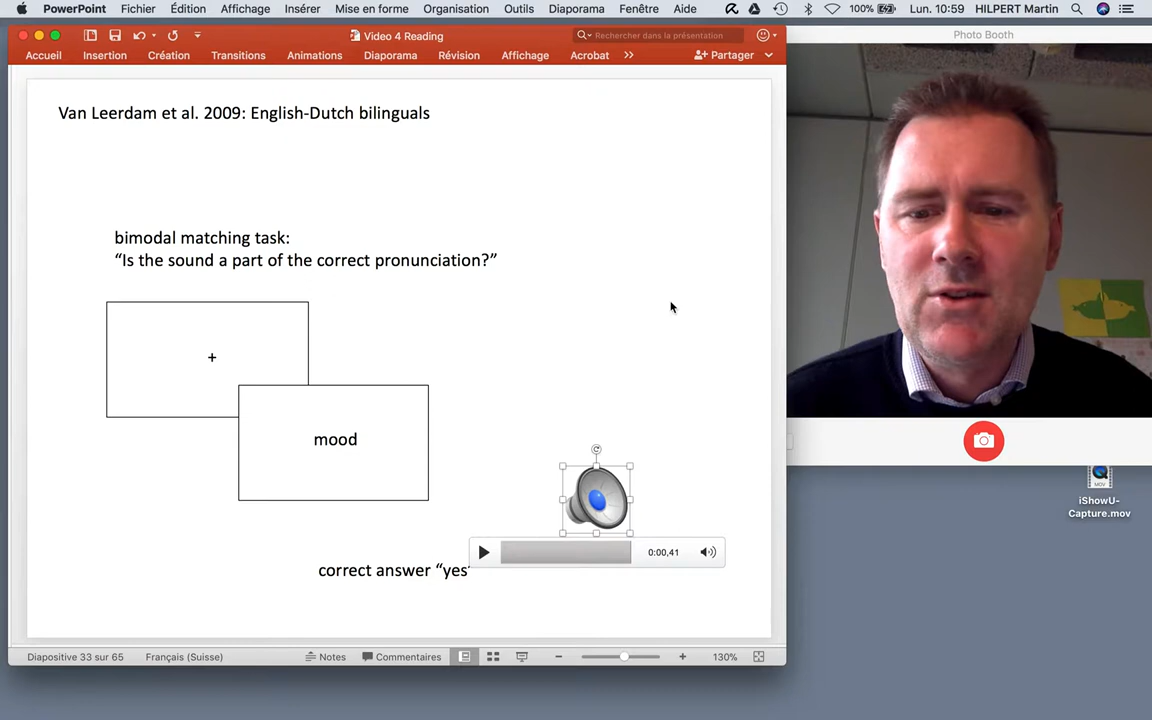 PowerPoint Fichier Édition Affichage Insérer Mise en forme Organisation Outils Diaporama Fenêtre Aide 100% Lun. 10:59 HILPERT Martin
Video 4 Reading
Rechercher dans la présentation
Photo Booth
Accueil Insertion Création Transitions Animations Diaporama Révision Affichage Acrobat >> Partager
Van Leerdam et al. 2009: English-Dutch bilinguals
bimodal matching task:
“Is the sound a part of the correct pronunciation?”
+
mood
MOV
iShowU-
Capture.mov
0:00,41
correct answer “yes”
Diapositive 33 sur 65 Français (Suisse) Notes Commentaires 130%